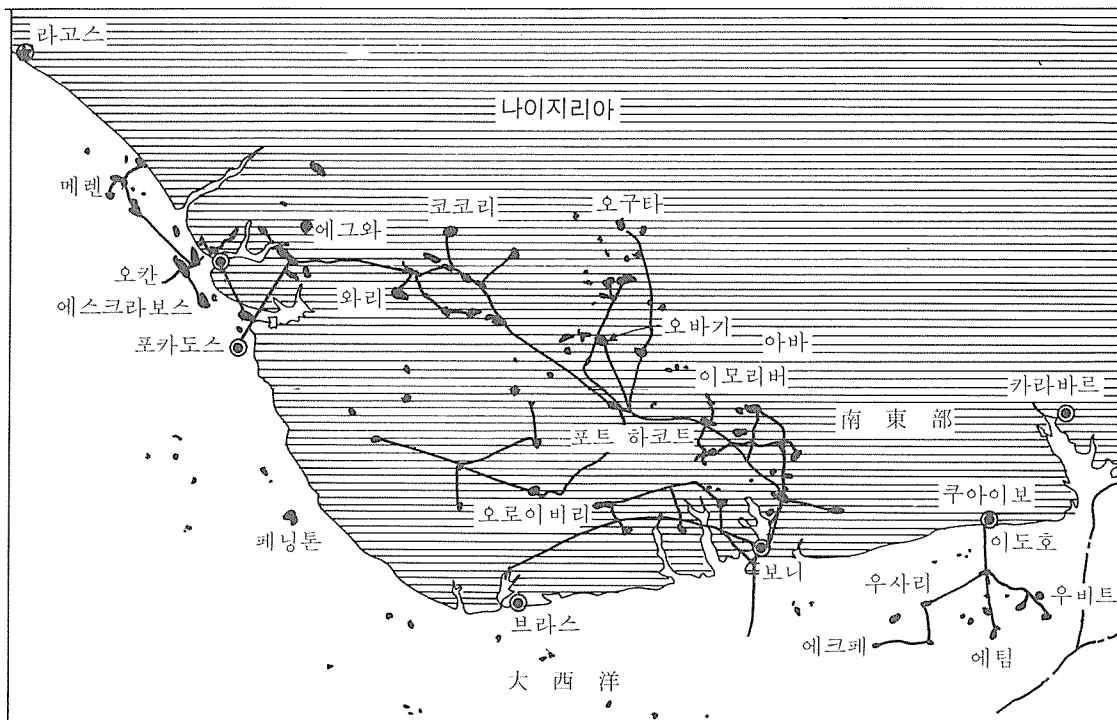 라고스
나이지리아
메렌
코코리
오구타
에그와
오칸
와리
에스크라보스
오바기
포카도스
아바
이모리버
카라바르
南東部
포트 하코트
쿠아이보
오로이비리
이도호
페닝톤
보니
우사리
우비트
브라스
에크페
에팀
大西洋